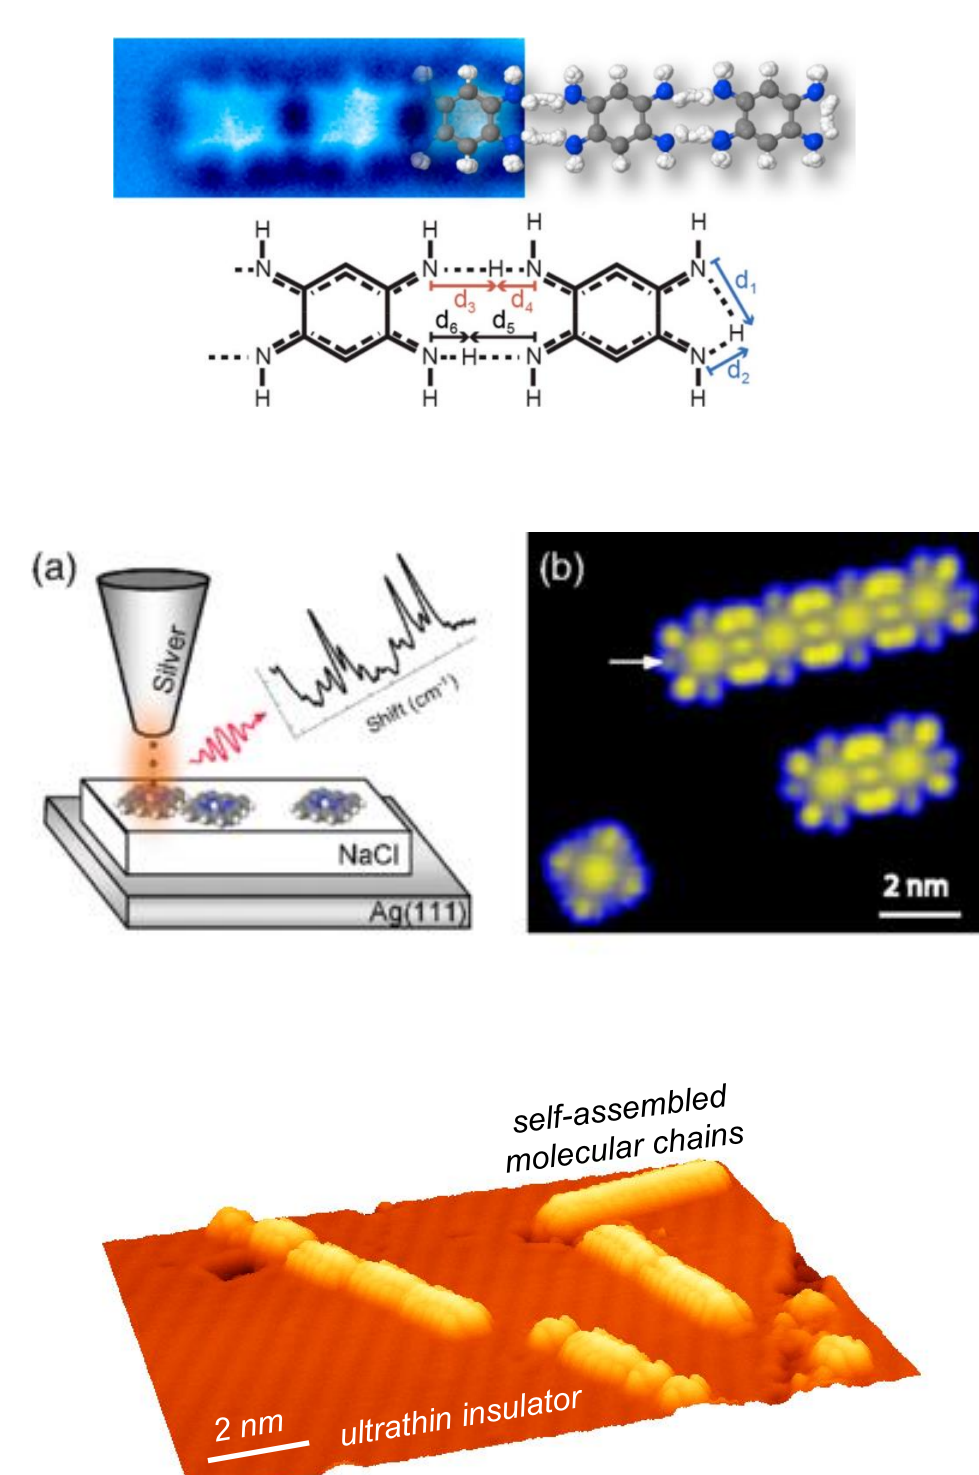 H H H H
N N H N N
d₁
d₃ d₄
d₆ d₅
H
N N H N N
d₂
H H H H
(a)
Silver
Shift (cm⁻¹)
NaCl
Ag(111)
(b)
2 nm
self-assembled
molecular chains
2 nm
ultrathin insulator